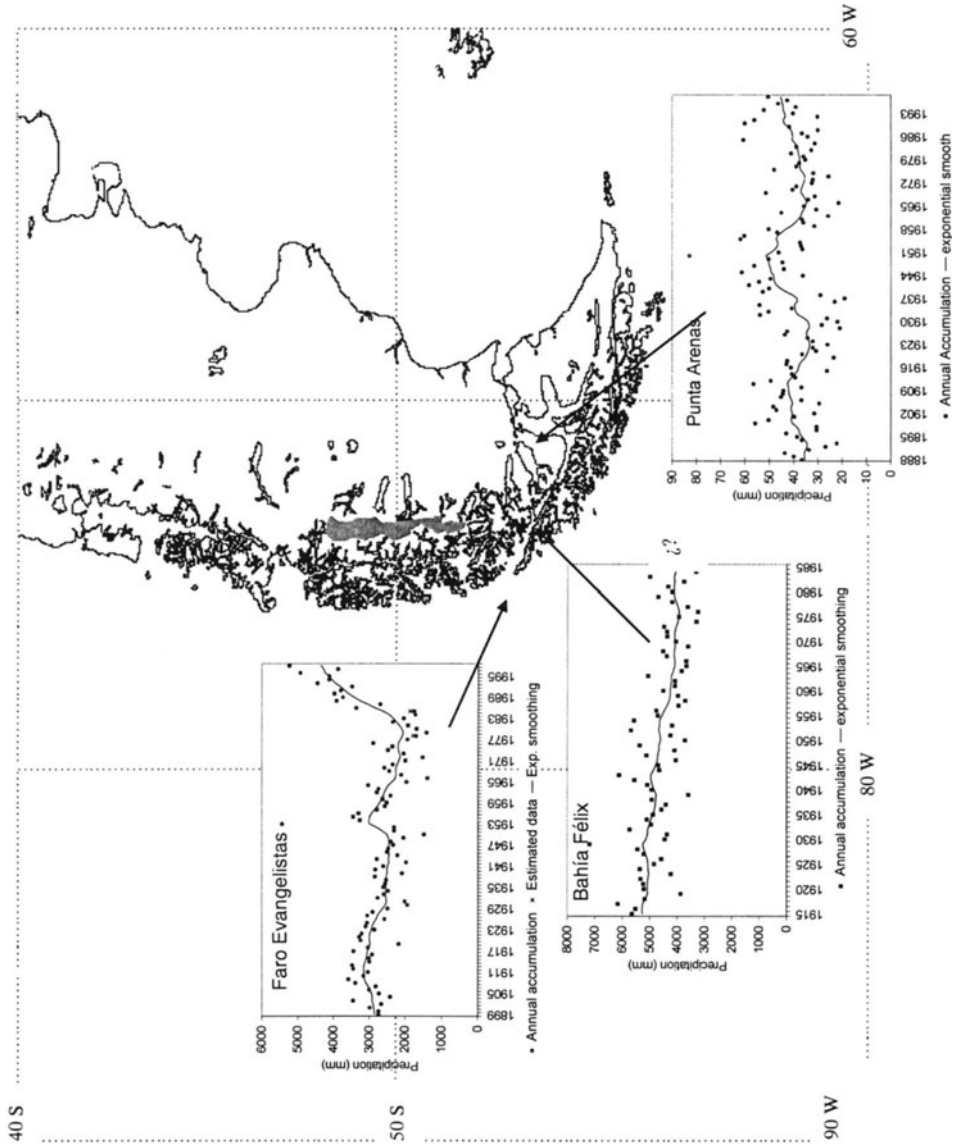 40 S
50 S
90 W
80 W
60 W
Faro Evangelistas
Precipitation (mm)
6000
5000
4000
3000
2000
1000
0
1899 1905 1911 1917 1923 1929 1935 1941 1947 1953 1959 1965 1971 1977 1983 1989 1995
• Annual accumulation • Estimated data — Exp. smoothing
Bahía Félix
Precipitation (mm)
8000
7000
6000
5000
4000
3000
2000
1000
0
¿?
1915 1920 1925 1930 1935 1940 1945 1950 1955 1960 1965 1970 1975 1980 1985
▪ Annual accumulation — exponential smoothing
Punta Arenas
Precipitation (mm)
90
80
70
60
50
40
30
20
10
0
1888 1895 1902 1909 1916 1923 1930 1937 1944 1951 1958 1965 1972 1979 1986 1993
• Annual Accumulation — exponential smooth